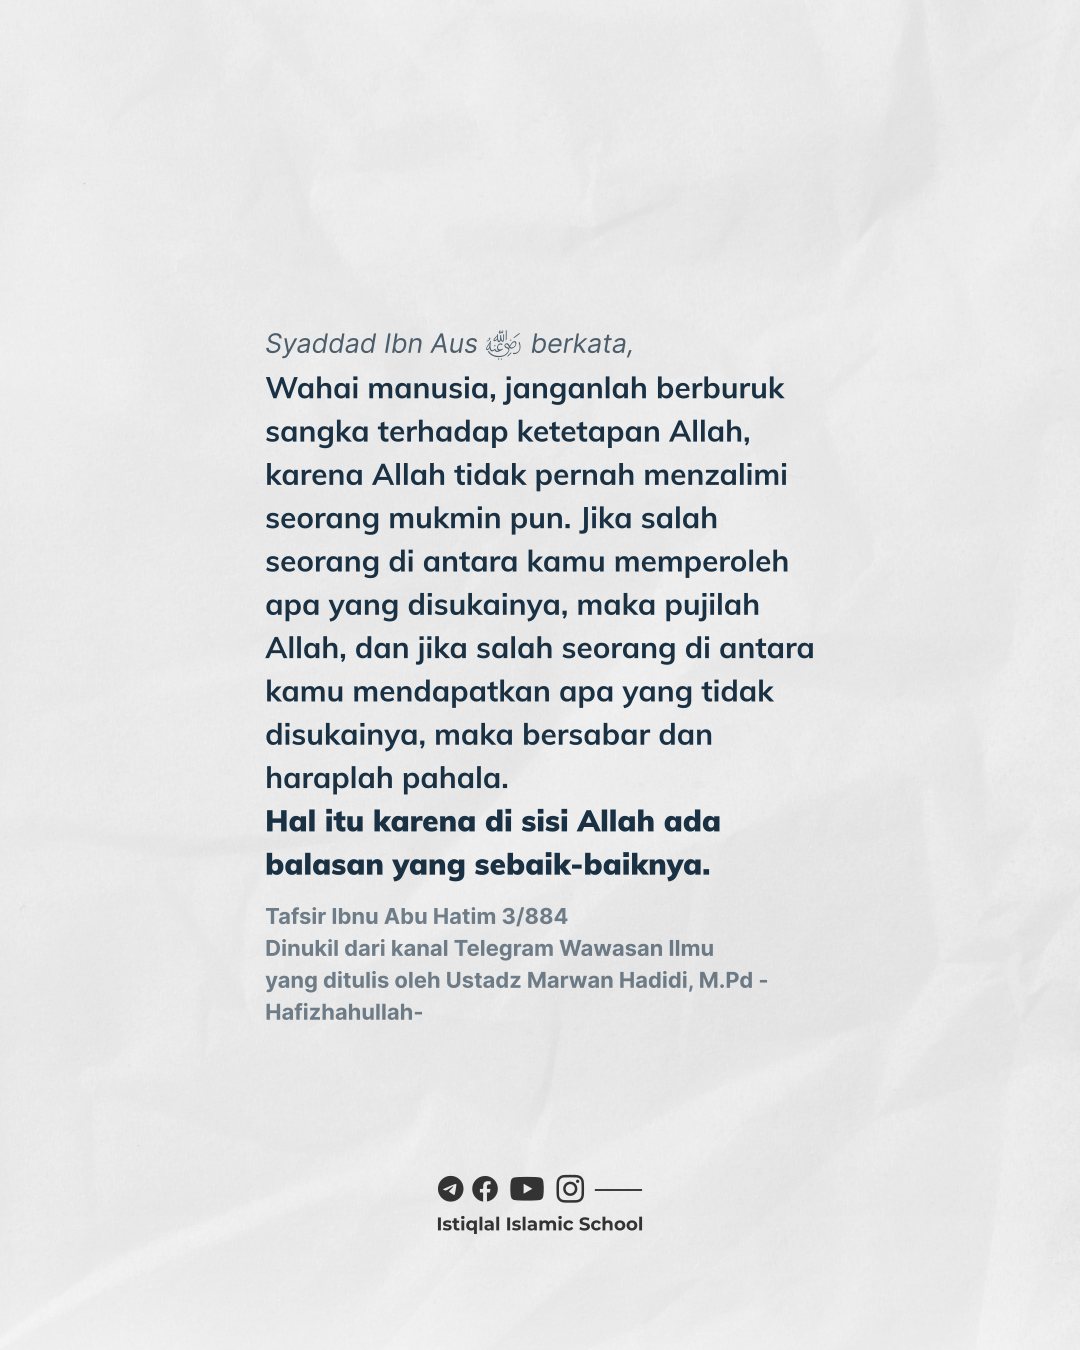 Syaddad Ibn Aus رضي الله عنه berkata,
Wahai manusia, janganlah berburuk
sangka terhadap ketetapan Allah,
karena Allah tidak pernah menzalimi
seorang mukmin pun. Jika salah
seorang di antara kamu memperoleh
apa yang disukainya, maka pujilah
Allah, dan jika salah seorang di antara
kamu mendapatkan apa yang tidak
disukainya, maka bersabar dan
haraplah pahala.
Hal itu karena di sisi Allah ada
balasan yang sebaik-baiknya.
Tafsir Ibnu Abu Hatim 3/884
Dinukil dari kanal Telegram Wawasan Ilmu
yang ditulis oleh Ustadz Marwan Hadidi, M.Pd -
Hafizhahullah-
Istiqlal Islamic School